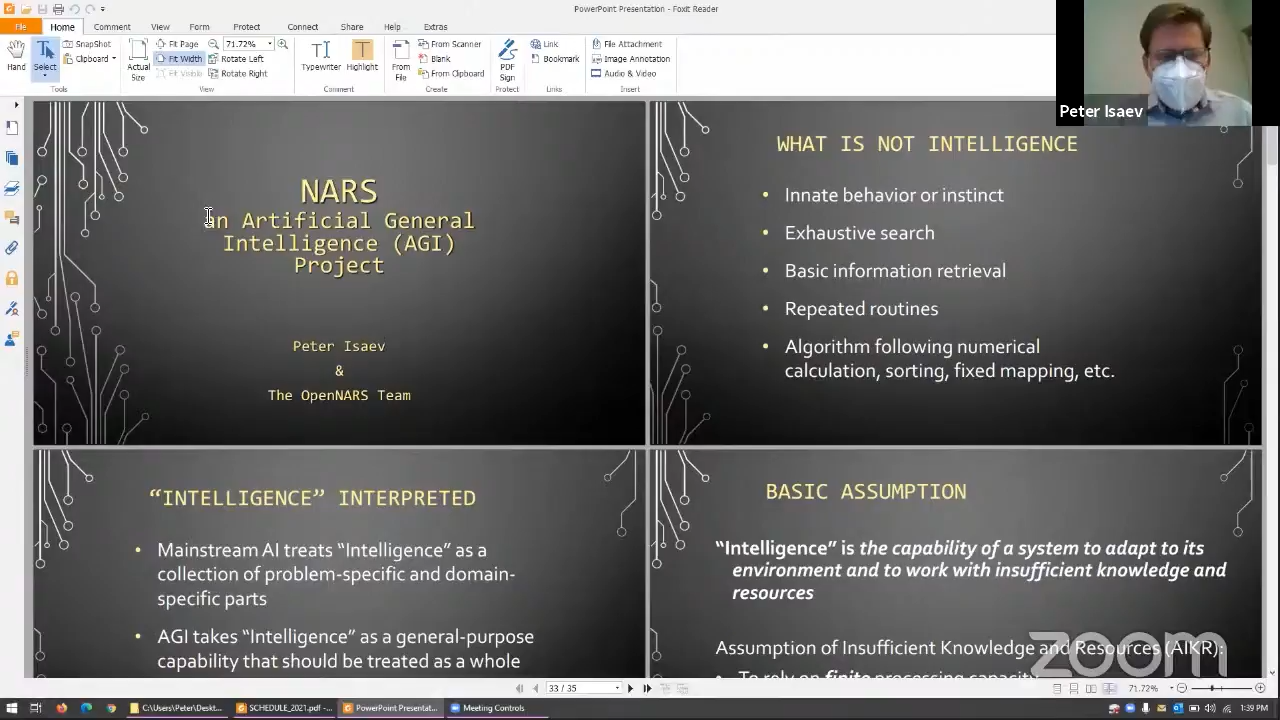 PowerPoint Presentation - Foxit Reader
File Home Comment View Form Protect Connect Share Help Extras
Hand
Select
SnapShot
Clipboard
Tools
Actual Size
Fit Page
Fit Width
Fit Visible
71.72%
Rotate Left
Rotate Right
View
Typewriter
Highlight
Comment
From File
From Scanner
Blank
From Clipboard
Create
PDF Sign
Protect
Link
Bookmark
Links
File Attachment
Image Annotation
Audio & Video
Insert
Peter Isaev
NARS
an Artificial General
Intelligence (AGI)
Project
Peter Isaev
&
The OpenNARS Team
WHAT IS NOT INTELLIGENCE
• Innate behavior or instinct
• Exhaustive search
• Basic information retrieval
• Repeated routines
• Algorithm following numerical
calculation, sorting, fixed mapping, etc.
“INTELLIGENCE” INTERPRETED
• Mainstream AI treats “Intelligence” as a
collection of problem-specific and domain-
specific parts
• AGI takes “Intelligence” as a general-purpose
capability that should be treated as a whole
BASIC ASSUMPTION
“Intelligence” is the capability of a system to adapt to its
environment and to work with insufficient knowledge and
resources
Assumption of Insufficient Knowledge and Resources (AIKR):
• To rely on finite processing capacity
zoom
33 / 35
71.72%
C:\Users\Peter\Deskt...
SCHEDULE_2021.pdf -...
PowerPoint Presentat...
Meeting Controls
1:39 PM